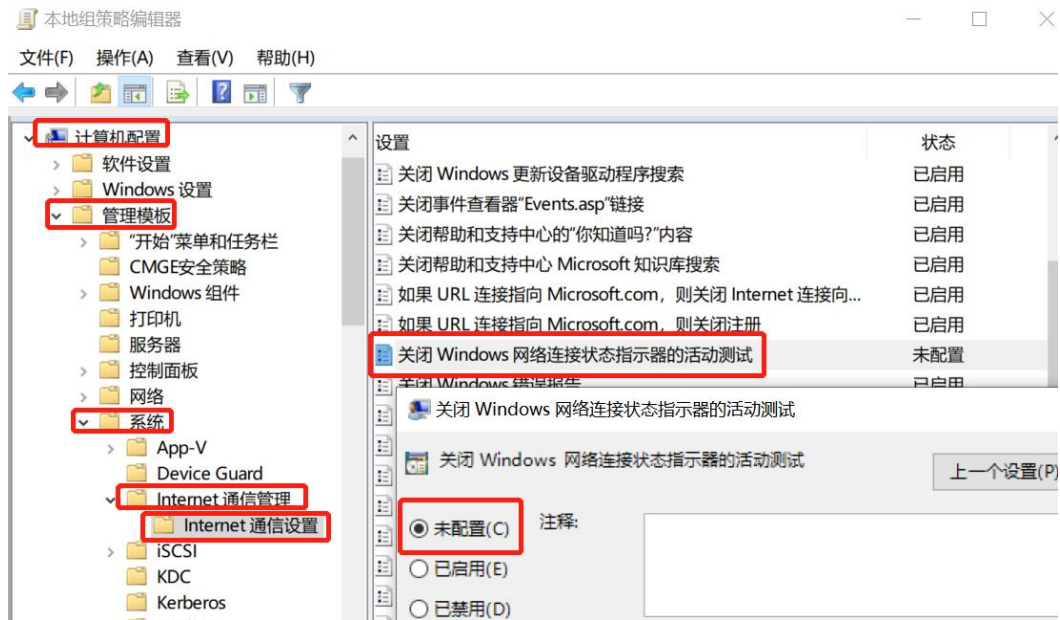 本地组策略编辑器
文件(F) 操作(A) 查看(V) 帮助(H)
计算机配置
软件设置
Windows 设置
管理模板
"开始"菜单和任务栏
CMGE安全策略
Windows 组件
打印机
服务器
控制面板
网络
系统
App-V
Device Guard
Internet 通信管理
Internet 通信设置
iSCSI
KDC
Kerberos
设置 状态
关闭 Windows 更新设备驱动程序搜索 已启用
关闭事件查看器"Events.asp"链接 已启用
关闭帮助和支持中心的"你知道吗?"内容 已启用
关闭帮助和支持中心 Microsoft 知识库搜索 已启用
如果 URL 连接指向 Microsoft.com，则关闭 Internet 连接向... 已启用
如果 URL 连接指向 Microsoft.com，则关闭注册 已启用
关闭 Windows 网络连接状态指示器的活动测试 未配置
关闭 Windows 错误报告 已启用
关闭 Windows 网络连接状态指示器的活动测试
关闭 Windows 网络连接状态指示器的活动测试
上一个设置(P)
未配置(C) 注释:
已启用(E)
已禁用(D)